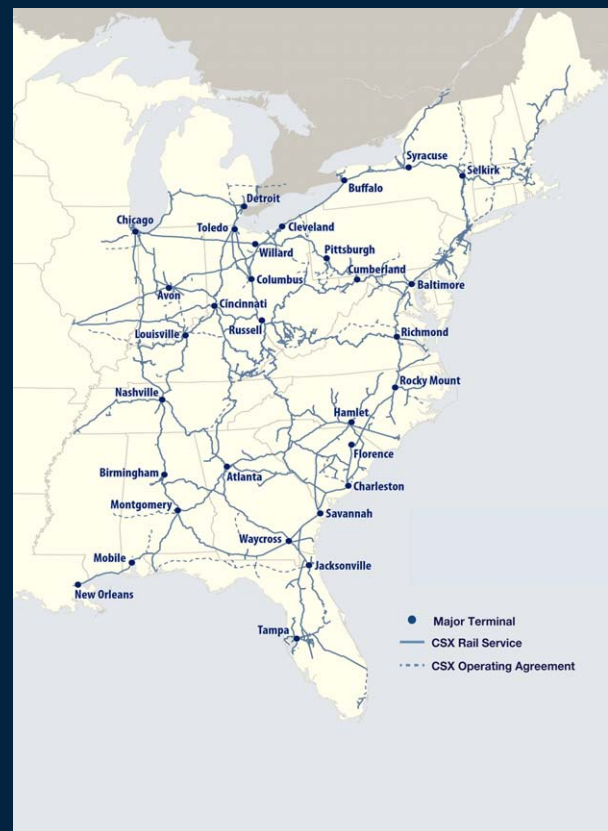 Syracuse
Selkirk
Buffalo
Detroit
Chicago
Toledo
Cleveland
Willard
Pittsburgh
Columbus
Cumberland
Baltimore
Avon
Cincinnati
Russell
Louisville
Richmond
Nashville
Rocky Mount
Hamlet
Florence
Birmingham
Atlanta
Charleston
Montgomery
Savannah
Waycross
Mobile
Jacksonville
New Orleans
Tampa
Major Terminal
CSX Rail Service
CSX Operating Agreement